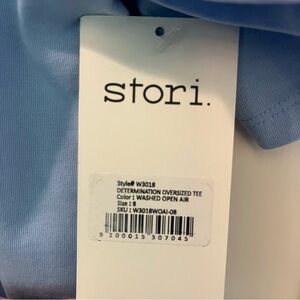 stori.
Style# W3018
DETERMINATION OVERSIZED TEE
Color : WASHED OPEN AIR
Size : 8
SKU : W3018WOAI-08
9 200015 307045